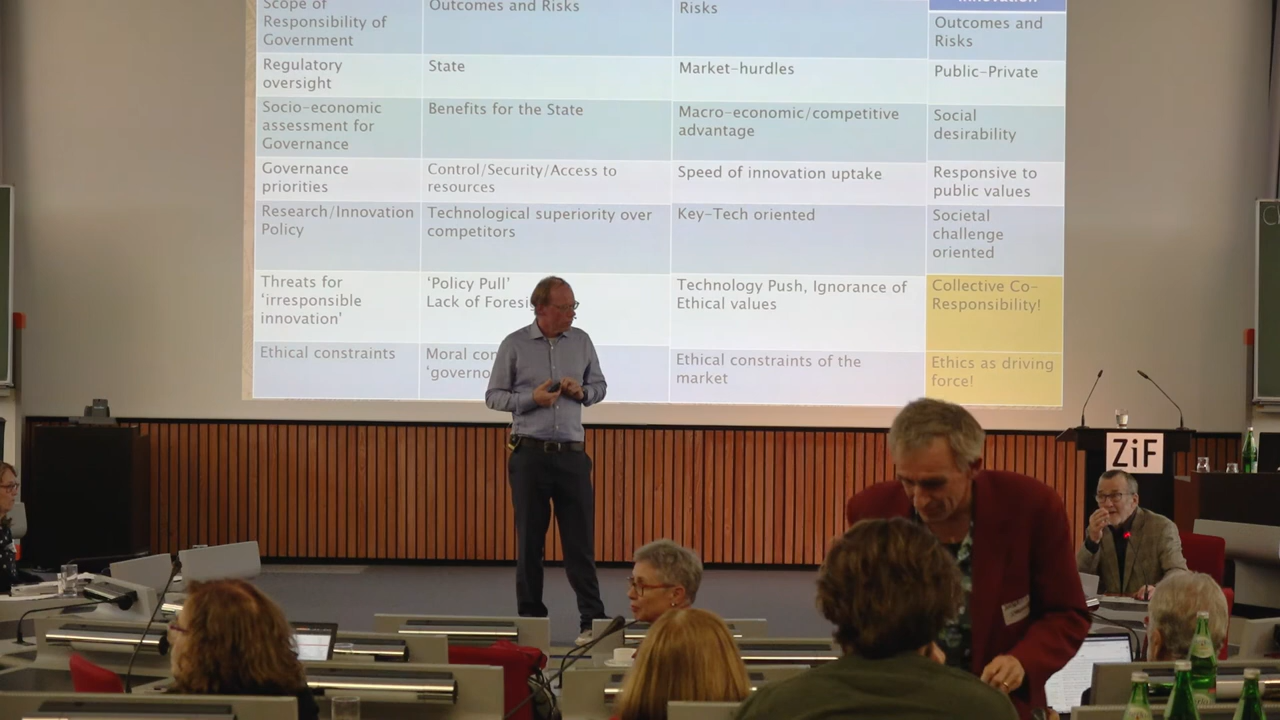 Scope of
Responsibility of
Government
Outcomes and Risks
Risks
Innovation
Outcomes and
Risks
Regulatory
oversight
State
Market-hurdles
Public-Private
Socio-economic
assessment for
Governance
Benefits for the State
Macro-economic/competitive
advantage
Social
desirability
Governance
priorities
Control/Security/Access to
resources
Speed of innovation uptake
Responsive to
public values
Research/Innovation
Policy
Technological superiority over
competitors
Key-Tech oriented
Societal
challenge
oriented
Threats for
‘irresponsible
innovation'
‘Policy Pull’
Lack of Foresi
Technology Push, Ignorance of
Ethical values
Collective Co-
Responsibility!
Ethical constraints
Moral con
‘governo
Ethical constraints of the
market
Ethics as driving
force!
ZiF